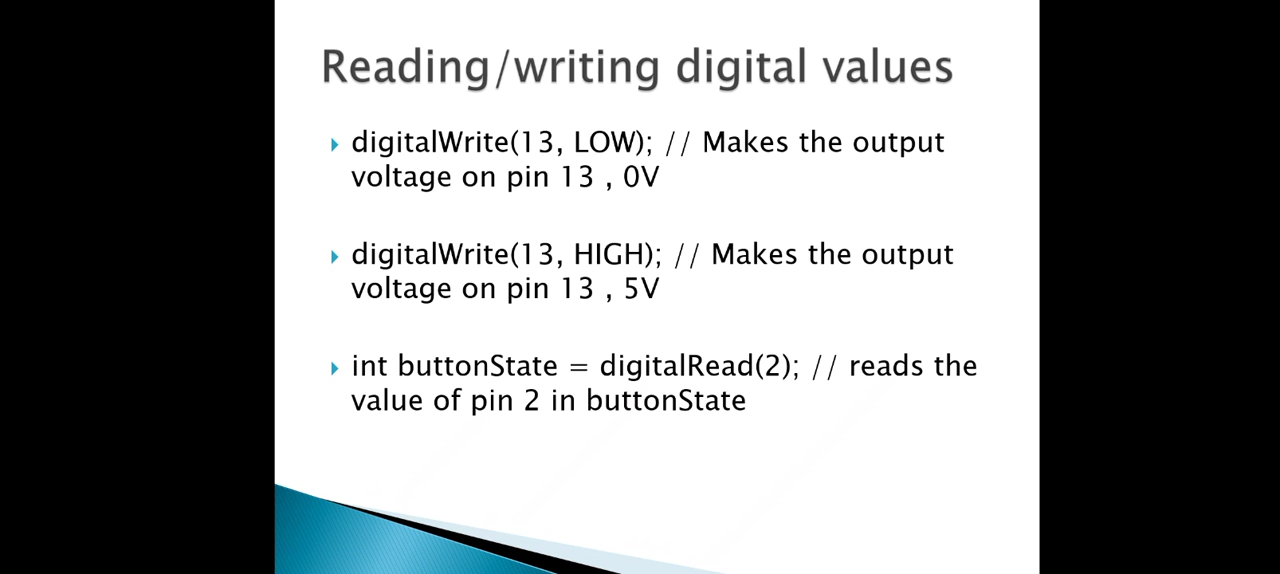 Reading/writing digital values
digitalWrite(13, LOW); // Makes the output
voltage on pin 13 , 0V
digitalWrite(13, HIGH); // Makes the output
voltage on pin 13 , 5V
int buttonState = digitalRead(2); // reads the
value of pin 2 in buttonState